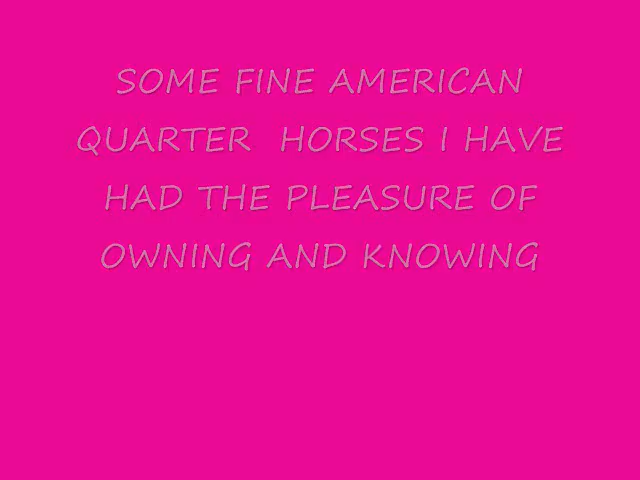 SOME FINE AMERICAN
QUARTER  HORSES I HAVE
HAD THE PLEASURE OF
OWNING AND KNOWING